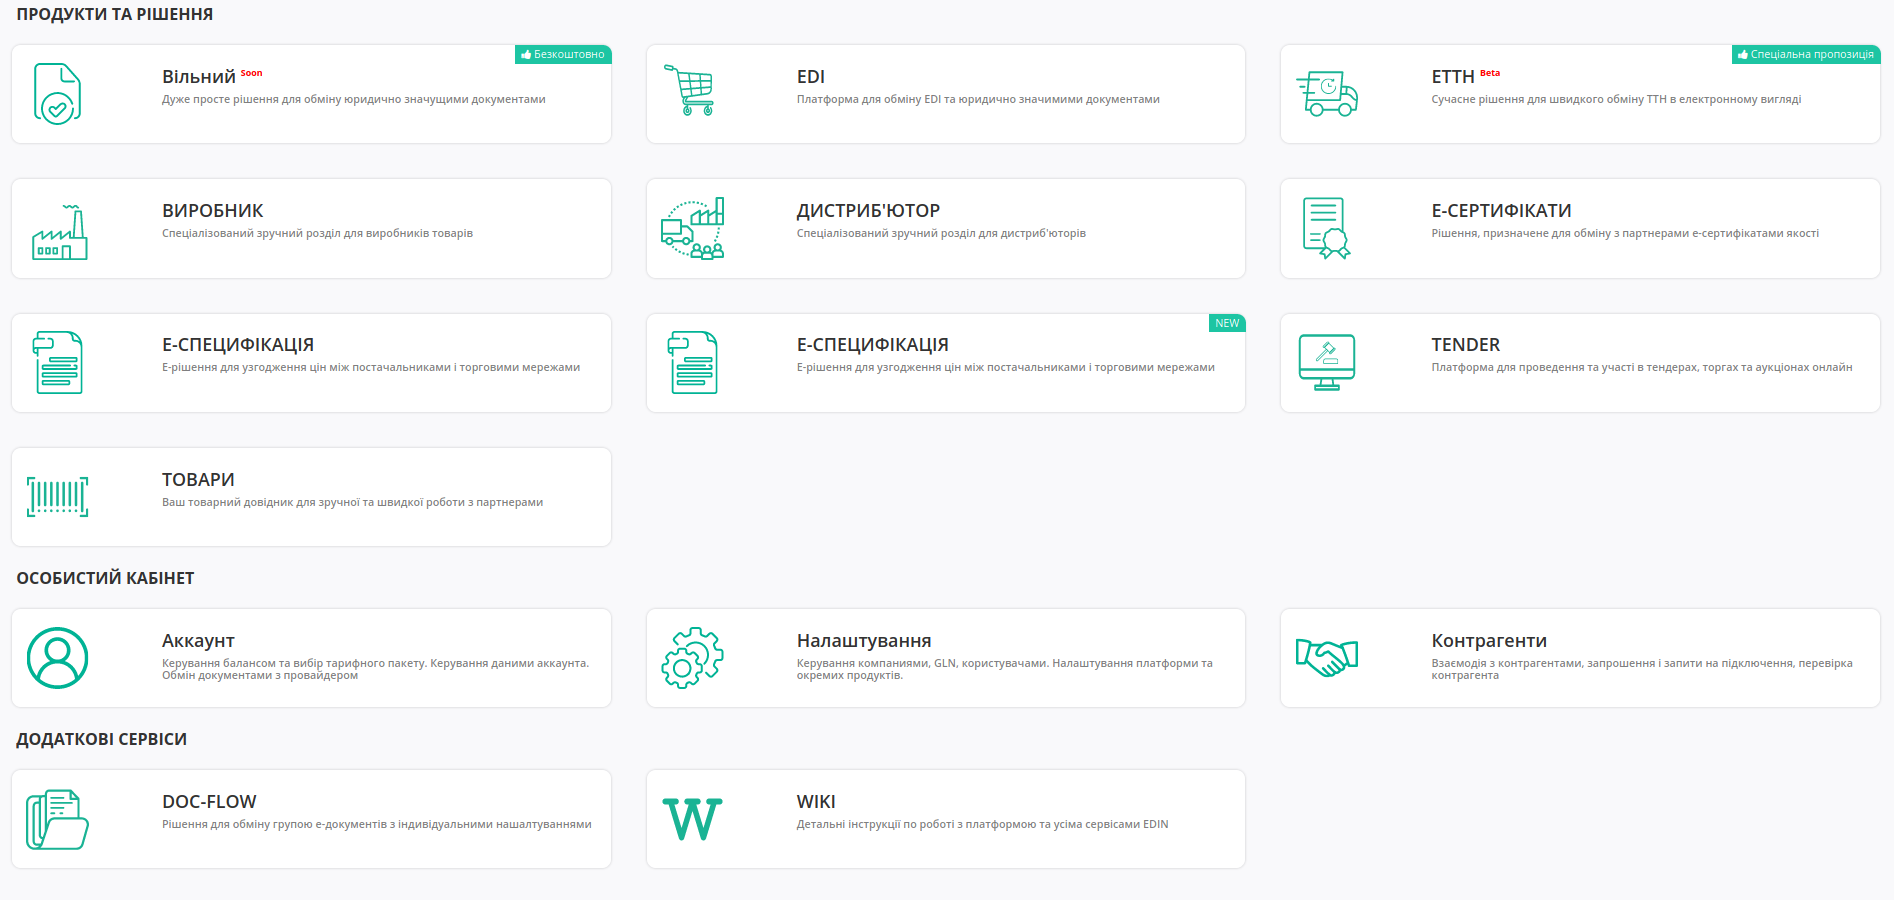 ПРОДУКТИ ТА РІШЕННЯ
Безкоштовно
Вільний Soon
Дуже просте рішення для обміну юридично значущими документами
EDI
Платформа для обміну EDI та юридично значимими документами
Спеціальна пропозиція
ЕТТН Beta
Сучасне рішення для швидкого обміну ТТН в електронному вигляді
ВИРОБНИК
Спеціалізований зручний розділ для виробників товарів
ДИСТРИБ'ЮТОР
Спеціалізований зручний розділ для дистриб'юторів
Е-СЕРТИФІКАТИ
Рішення, призначене для обміну з партнерами е-сертифікатами якості
Е-СПЕЦИФІКАЦІЯ
Е-рішення для узгодження цін між постачальниками і торговими мережами
NEW
Е-СПЕЦИФІКАЦІЯ
Е-рішення для узгодження цін між постачальниками і торговими мережами
TENDER
Платформа для проведення та участі в тендерах, торгах та аукціонах онлайн
ТОВАРИ
Ваш товарний довідник для зручної та швидкої роботи з партнерами
ОСОБИСТИЙ КАБІНЕТ
Аккаунт
Керування балансом та вибір тарифного пакету. Керування даними аккаунта.
Обмін документами з провайдером
Налаштування
Керування компаніями, GLN, користувачами. Налаштування платформи та
окремих продуктів.
Контрагенти
Взаємодія з контрагентами, запрошення і запити на підключення, перевірка
контрагента
ДОДАТКОВІ СЕРВІСИ
DOC-FLOW
Рішення для обміну групою е-документів з індивідуальними нашалтуваннями
W
WIKI
Детальні інструкції по роботі з платформою та усіма сервісами EDIN